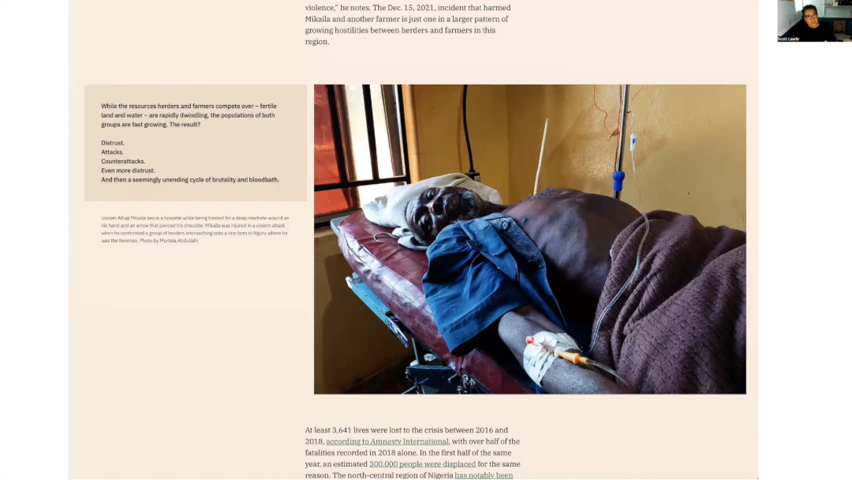 violence,” he notes. The Dec. 15, 2021, incident that harmed
Mikaila and another farmer is just one in a larger pattern of
growing hostilities between herders and farmers in this
region.
While the resources herders and farmers compete over – fertile
land and water – are rapidly dwindling, the populations of both
groups are fast growing. The result?
Distrust.
Attacks.
Counterattacks.
Even more distrust.
And then a seemingly unending cycle of brutality and bloodbath.
Usman Alhaji Mikaila lies in a hospital while being treated for a deep machete wound on
his hand and an arrow that pierced his shoulder. Mikaila was injured in a violent attack
when he confronted a group of herders encroaching onto a rice farm in Nguru where he
was the foreman. Photo by Murtala Abdullahi
At least 3,641 lives were lost to the crisis between 2016 and
2018, according to Amnesty International, with over half of the
fatalities recorded in 2018 alone. In the first half of the same
year, an estimated 300,000 people were displaced for the same
reason. The north-central region of Nigeria has notably been
Scott Lewis